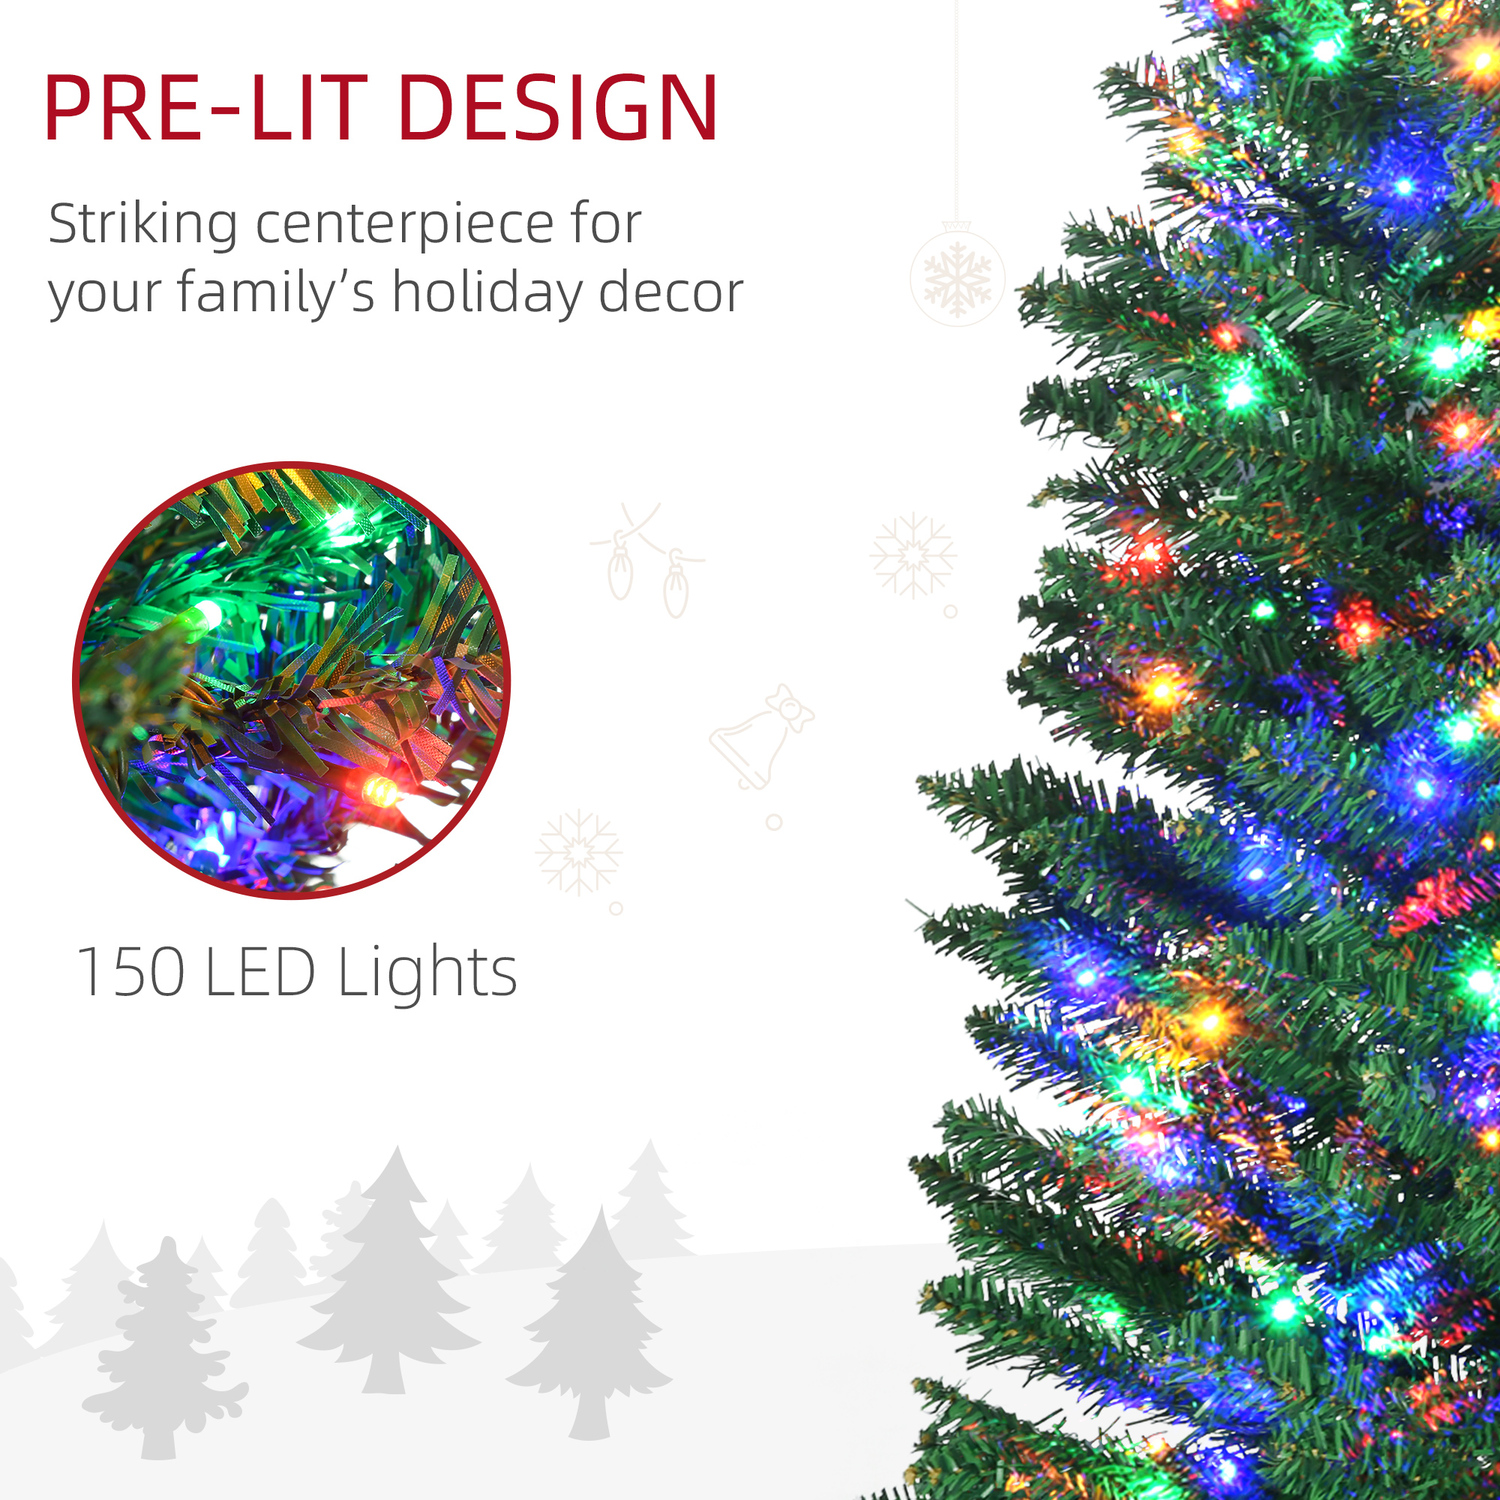 PRE-LIT DESIGN
Striking centerpiece for
your family’s holiday decor
150 LED Lights